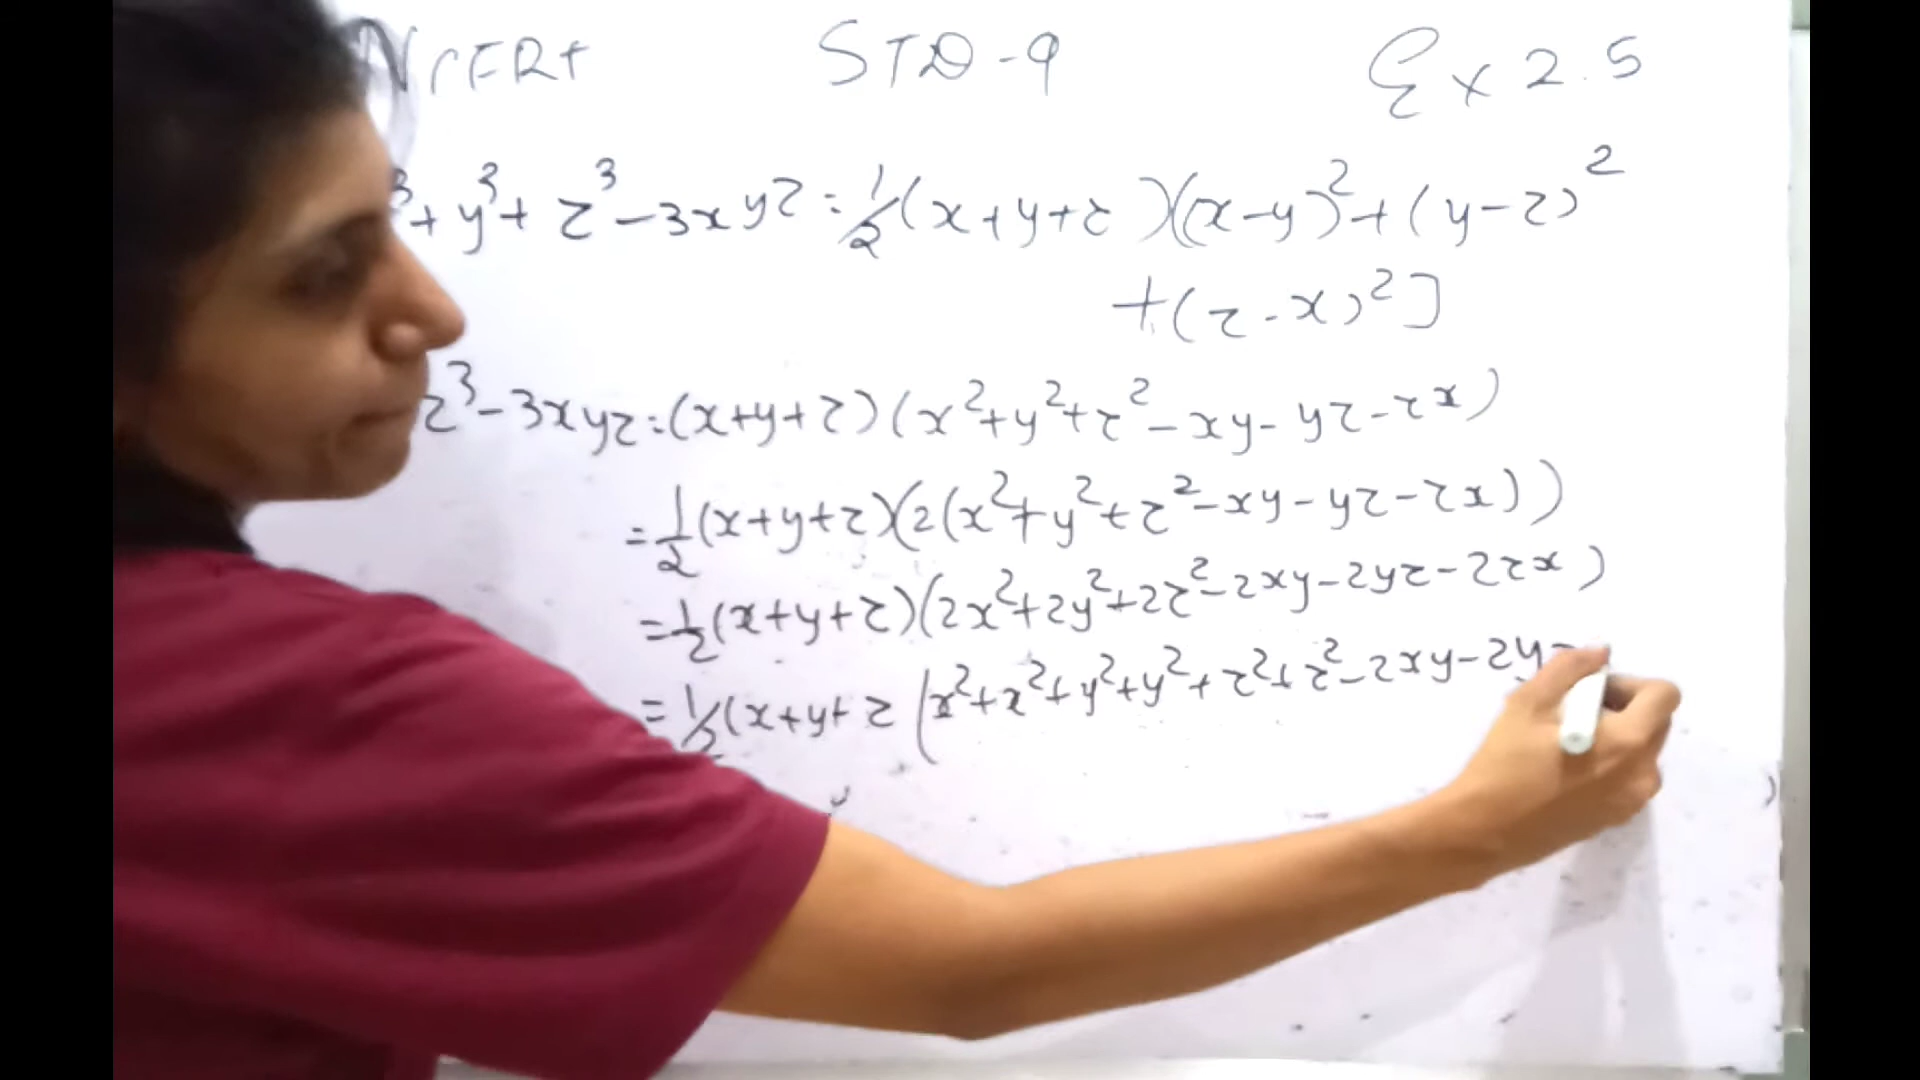 NCERT STD-9 Ex 2.5
³+y³+z³-3xyz=½(x+y+z)((x-y)²+(y-z)²
+(z-x)²]
z³-3xyz=(x+y+z)(x²+y²+z²-xy-yz-zx)
=½(x+y+z)(2(x²+y²+z²-xy-yz-zx))
=½(x+y+z)(2x²+2y²+2z²-2xy-2yz-2zx)
=½(x+y+z(x²+x²+y²+y²+z²+z²-2xy-2yz
)